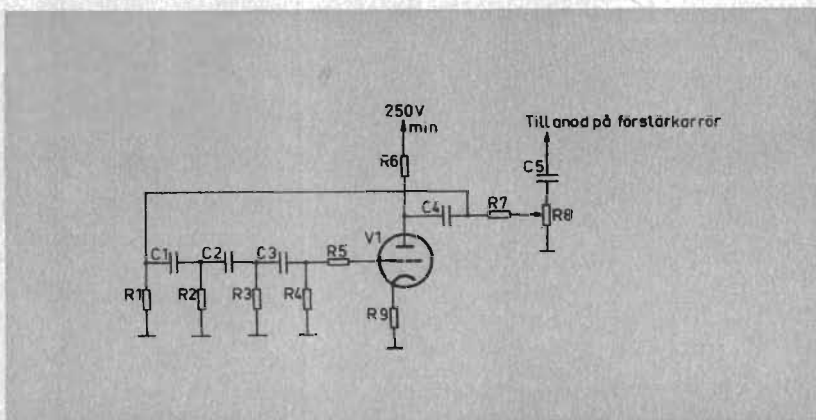 250V
min
Till anod på förstärkarrör
R6
C5
C4
R7
R8
V1
C1
C2
C3
R5
R1
R2
R3
R4
R9